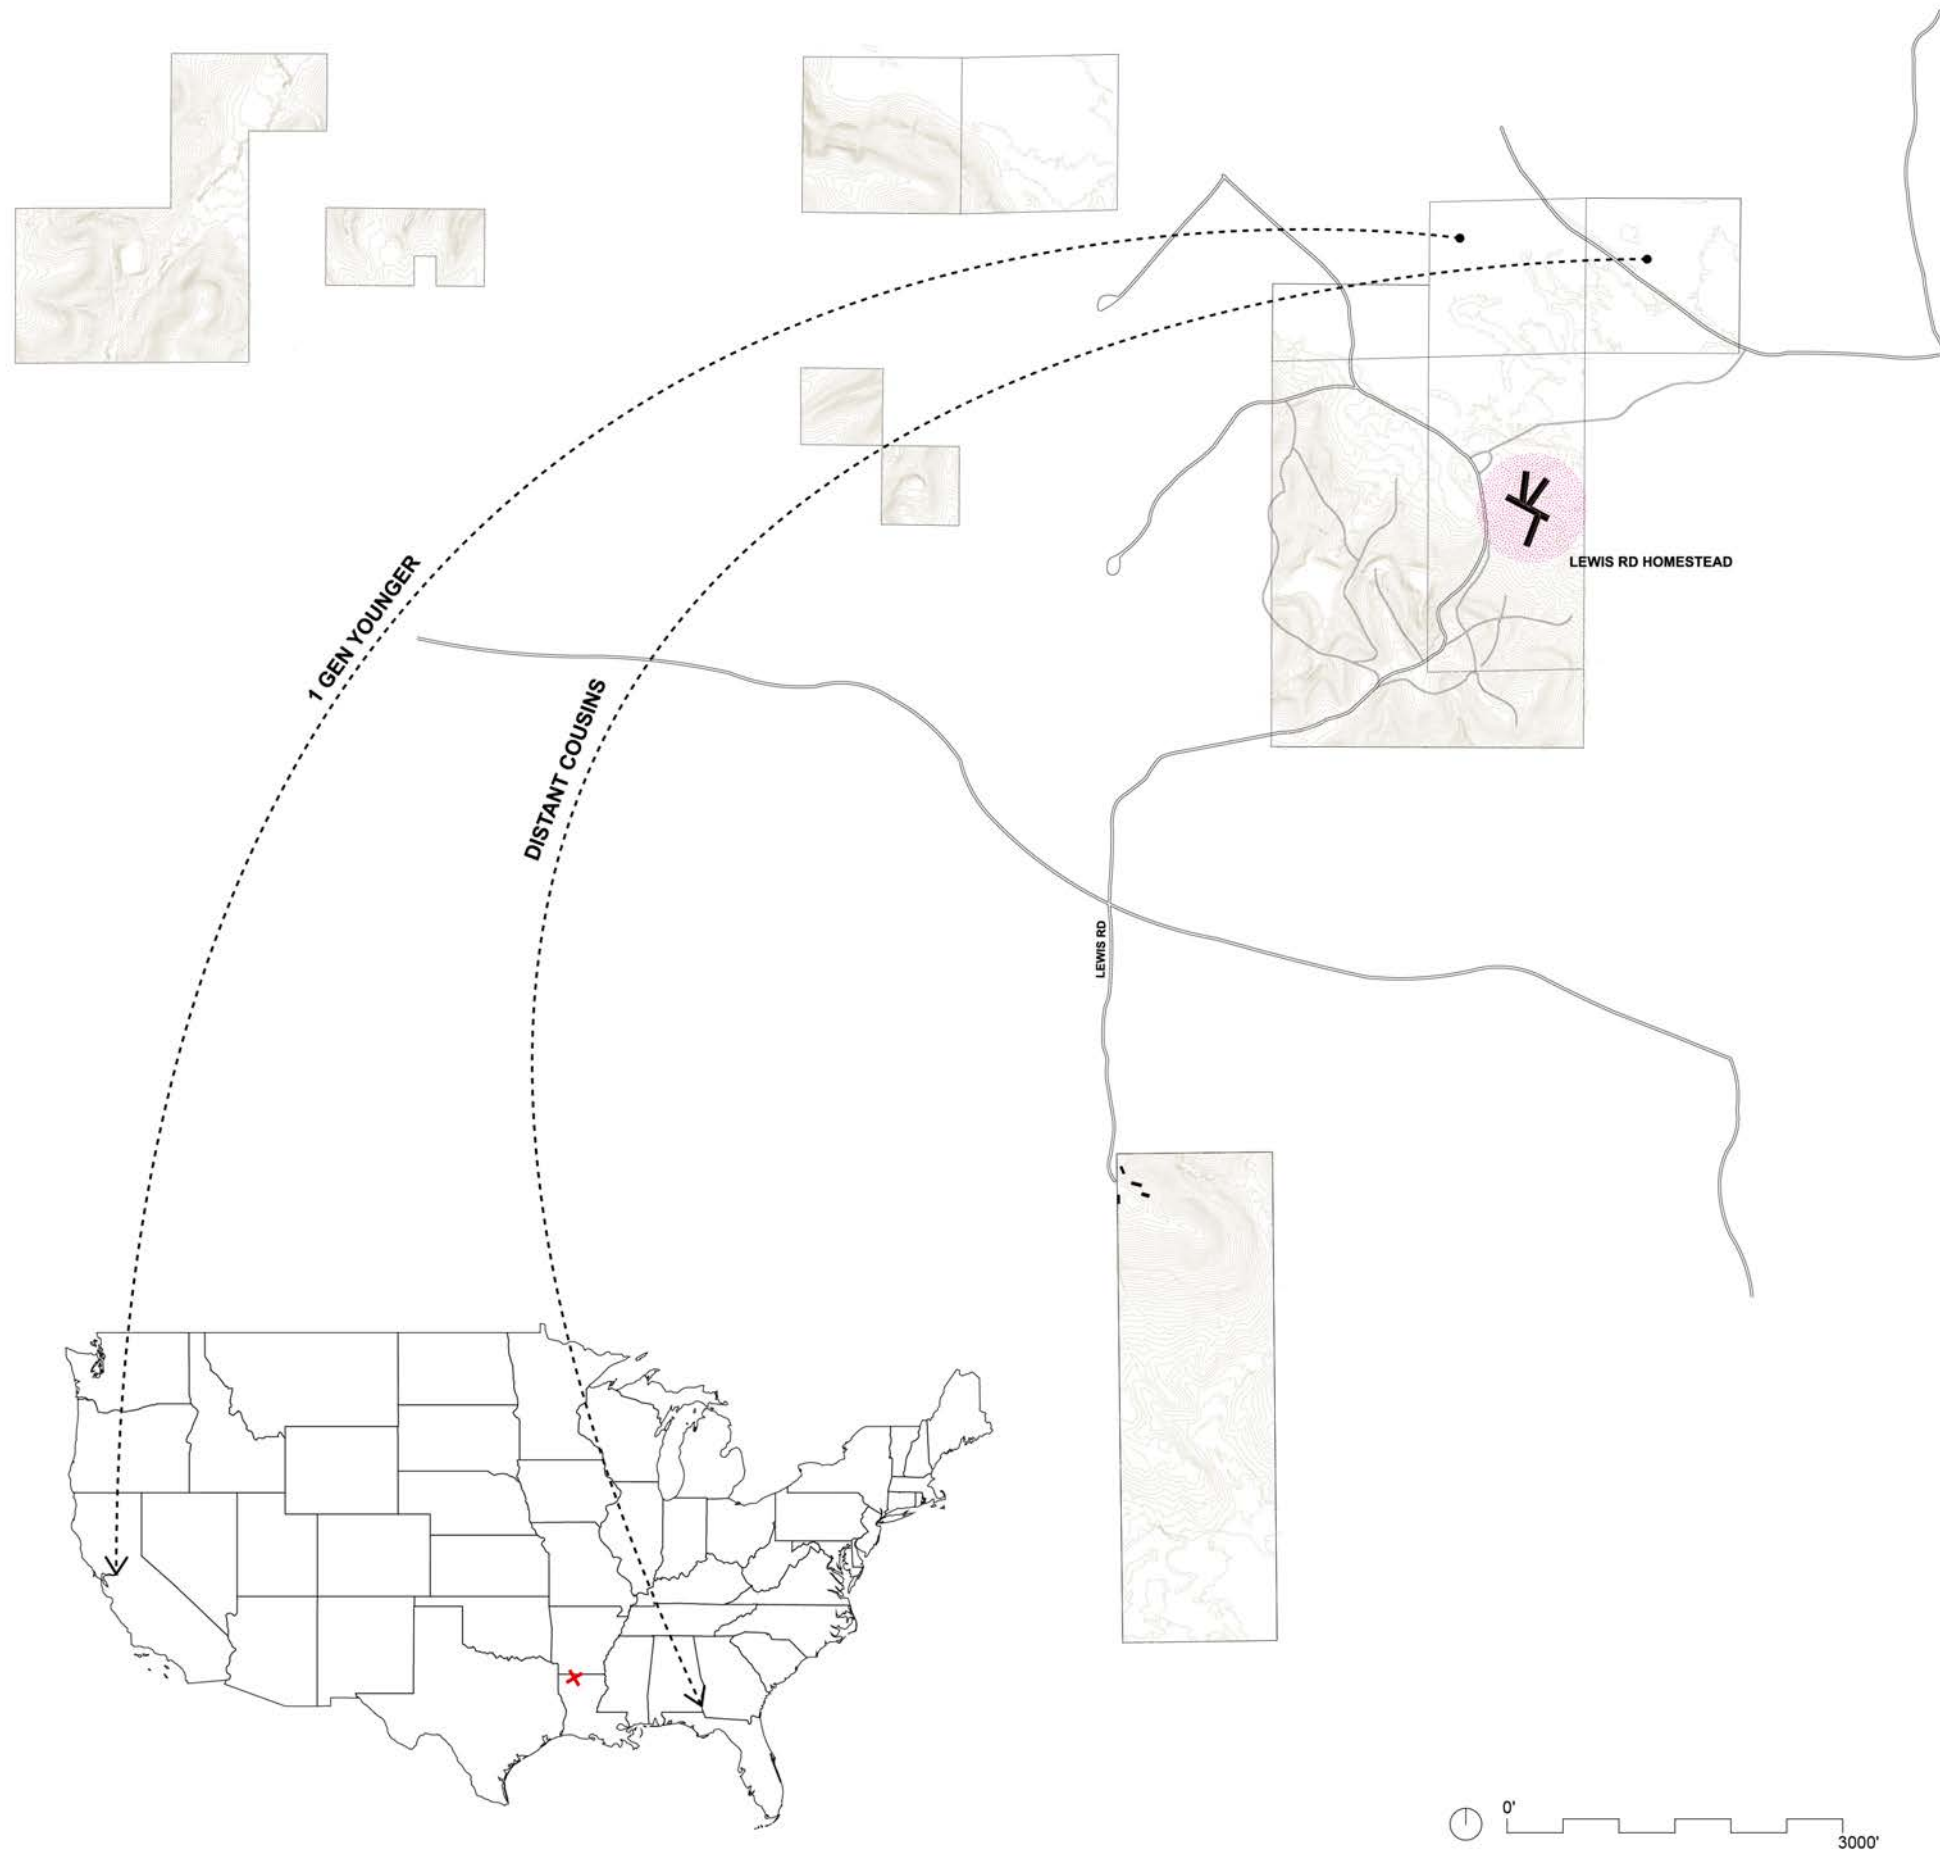 1 GEN YOUNGER
DISTANT COUSINS
LEWIS RD HOMESTEAD
LEWIS RD
0'
3000'